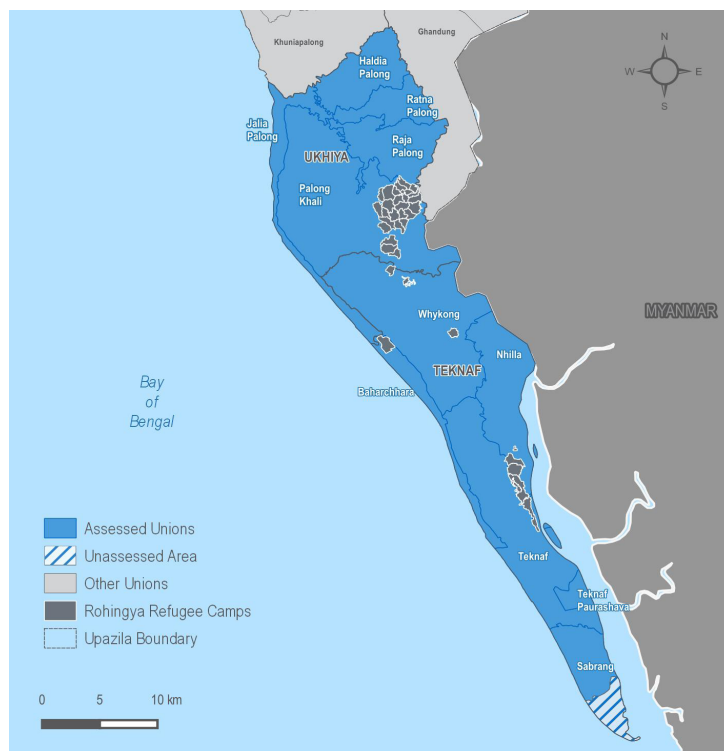 Khuniapalong
Ghandung
N
W
E
S
Haldia
Palong
Ratna
Palong
Jalia
Palong
Raja
Palong
UKHIYA
Palong
Khali
MYANMAR
Whykong
Nhilla
TEKNAF
Baharchhara
Bay
of
Bengal
Assessed Unions
Unassessed Area
Other Unions
Rohingya Refugee Camps
Upazila Boundary
Teknaf
Teknaf
Paurashava
Sabrang
0 5 10 km